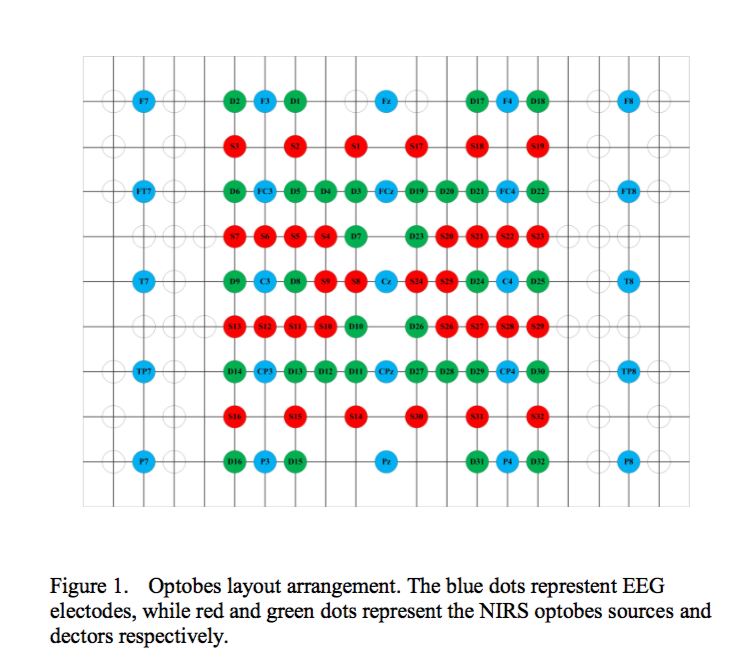 F7 D2 F3 D1 Fz D17 F4 D18 F8
S3 S2 S1 S17 S18 S19
FT7 D6 FC3 D5 D4 D3 FCz D19 D20 D21 FC4 D22 FT8
S7 S6 S5 S4 D7 D23 S20 S21 S22 S23
T7 D9 C3 D8 S9 S8 Cz S24 S25 D24 C4 D25 T8
S13 S12 S11 S10 D10 D26 S26 S27 S28 S29
TP7 D14 CP3 D13 D12 D11 CPz D27 D28 D29 CP4 D30 TP8
S16 S15 S14 S30 S31 S32
P7 D16 P3 D15 Pz D31 P4 D32 P8
Figure 1. Optobes layout arrangement. The blue dots represtent EEG
electodes, while red and green dots represent the NIRS optobes sources and
dectors respectively.